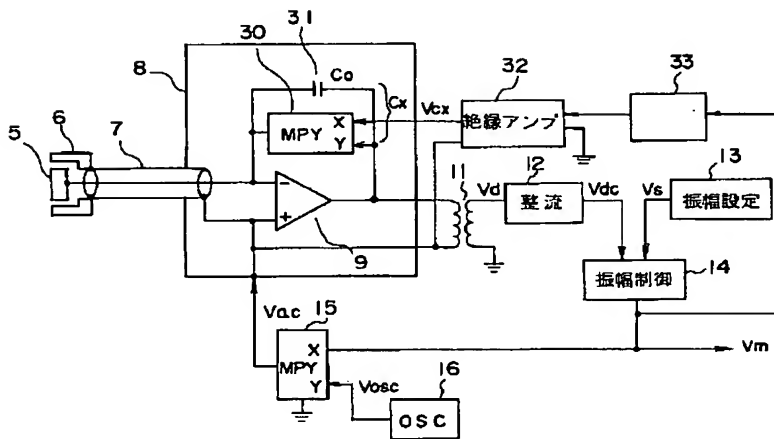 31
30
8
Co
Cx
MPY
X
Y
Vcx
32
絶縁アンプ
33
6
5
7
−
+
9
11
Vd
12
整流
Vdc
Vs
13
振幅設定
振幅制御
14
Vac
15
MPY
X
Y
Vosc
16
OSC
Vm